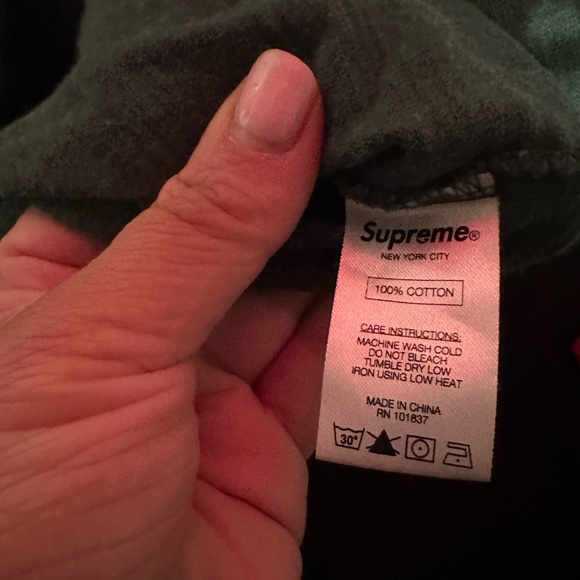 Supreme®
NEW YORK CITY
100% COTTON
CARE INSTRUCTIONS:
MACHINE WASH COLD
DO NOT BLEACH
TUMBLE DRY LOW
IRON USING LOW HEAT
MADE IN CHINA
RN 101837
30°